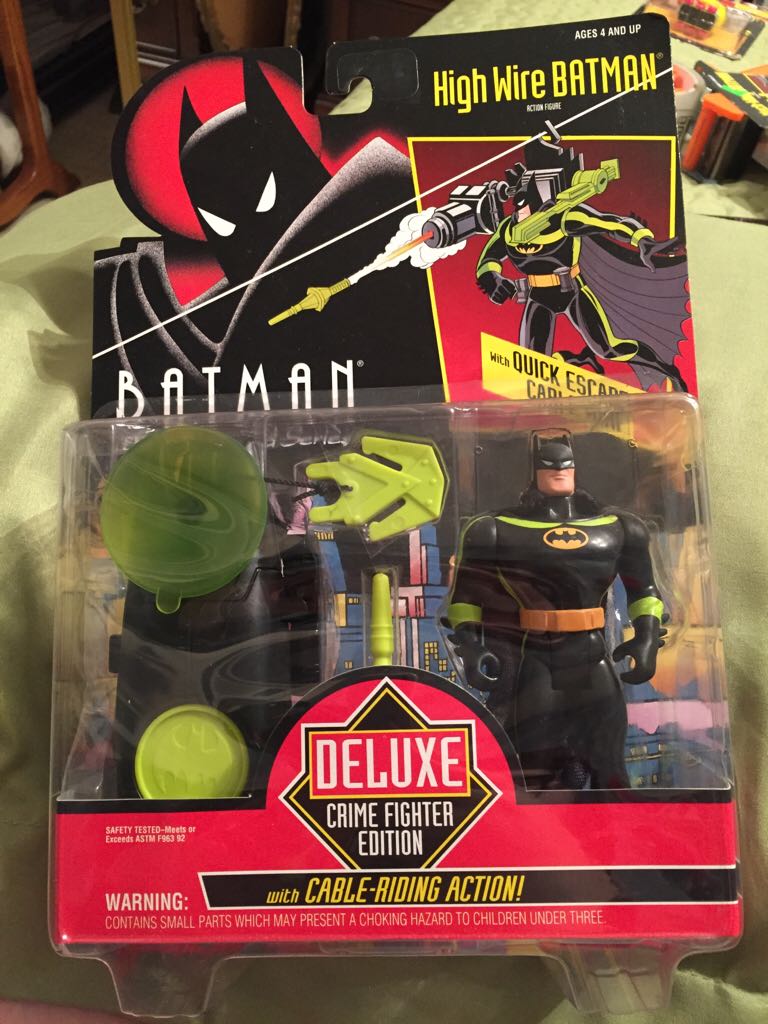 AGES 4 AND UP
High Wire BATMAN®
ACTION FIGURE
With QUICK ESCAPE
BATMAN®
DELUXE
CRIME FIGHTER
EDITION
SAFETY TESTED–Meets or
Exceeds ASTM F963 92
with CABLE-RIDING ACTION!
WARNING:
CONTAINS SMALL PARTS WHICH MAY PRESENT A CHOKING HAZARD TO CHILDREN UNDER THREE.